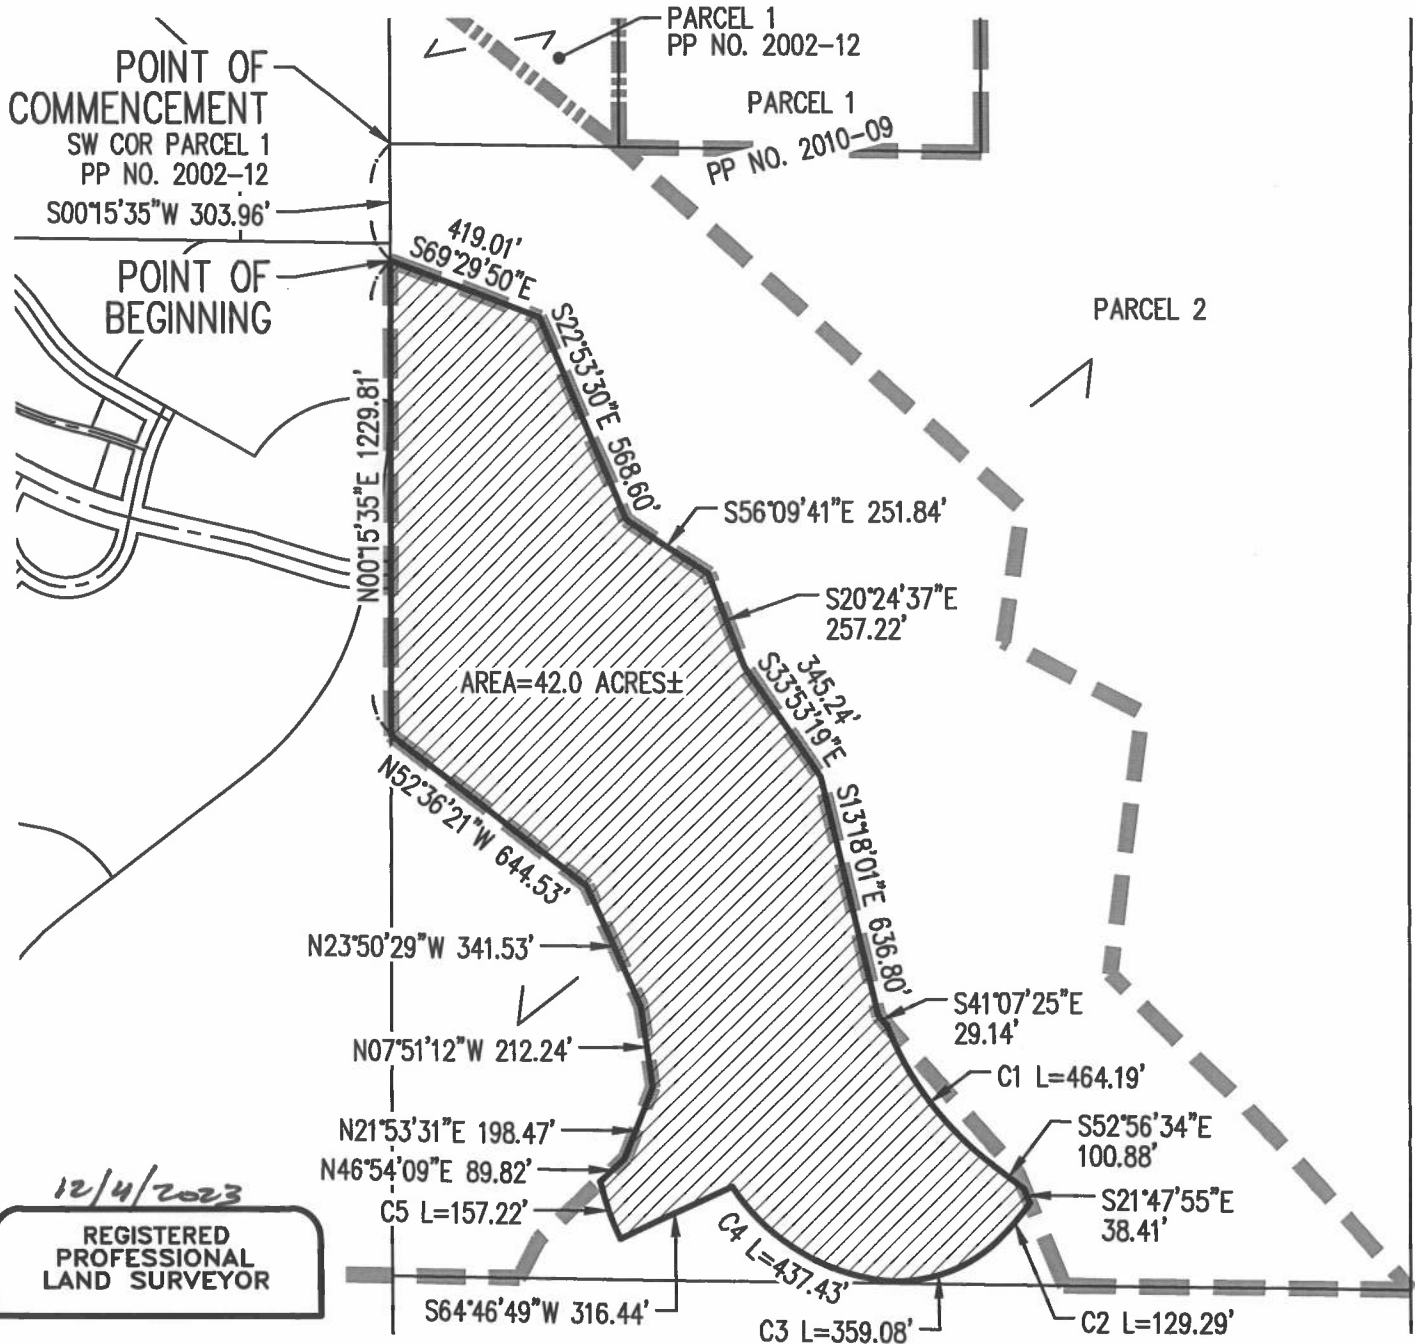 PARCEL 1
PP NO. 2002-12
POINT OF
COMMENCEMENT
SW COR PARCEL 1
PP NO. 2002-12
S00°15'35"W 303.96'
PARCEL 1
PP NO. 2010-09
POINT OF
BEGINNING
419.01'
S69°29'50"E
PARCEL 2
S22°53'30"E 568.60'
N00°15'35"E 1229.81'
S56°09'41"E 251.84'
S20°24'37"E
257.22'
345.24'
S33°53'19"E
AREA=42.0 ACRES±
N52°36'21"W 644.53'
S13°18'01"E 636.80'
N23°50'29"W 341.53'
S41°07'25"E
29.14'
N07°51'12"W 212.24'
C1 L=464.19'
N21°53'31"E 198.47'
S52°56'34"E
100.88'
N46°54'09"E 89.82'
C5 L=157.22'
S21°47'55"E
38.41'
C4 L=437.43'
12/4/2023
REGISTERED
PROFESSIONAL
LAND SURVEYOR
S64°46'49"W 316.44'
C3 L=359.08'
C2 L=129.29'